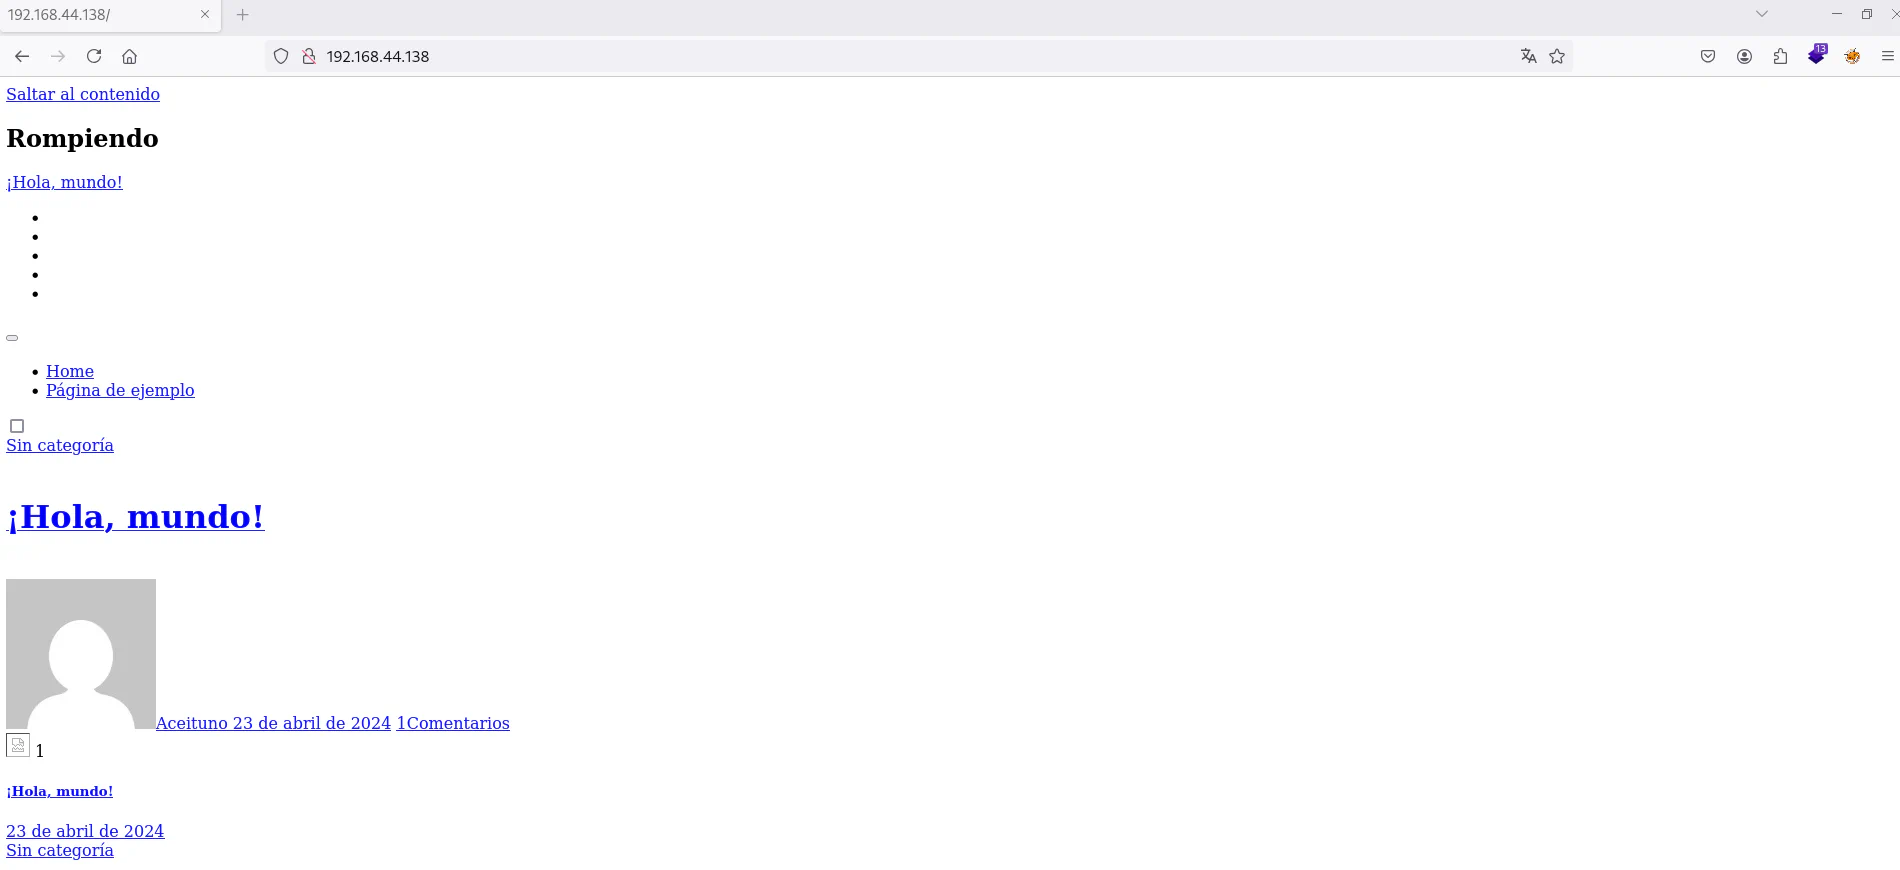 192.168.44.138/
192.168.44.138
13
Saltar al contenido
Rompiendo
¡Hola, mundo!
Home
Página de ejemplo
Sin categoría
¡Hola, mundo!
Aceituno 23 de abril de 2024 1Comentarios
1
¡Hola, mundo!
23 de abril de 2024
Sin categoría